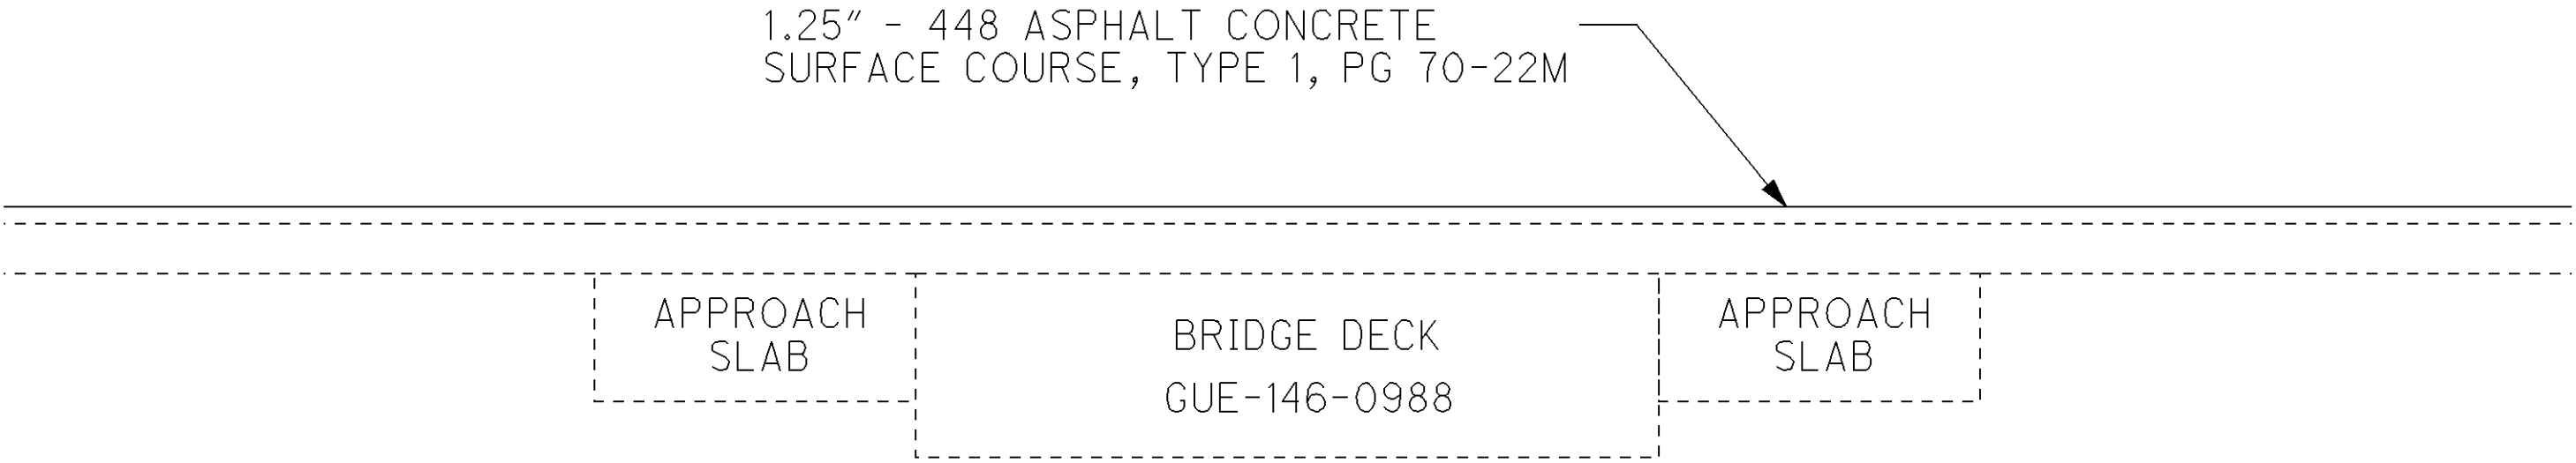 1.25" - 448 ASPHALT CONCRETE
SURFACE COURSE, TYPE 1, PG 70-22M
APPROACH
SLAB
BRIDGE DECK
GUE-146-0988
APPROACH
SLAB